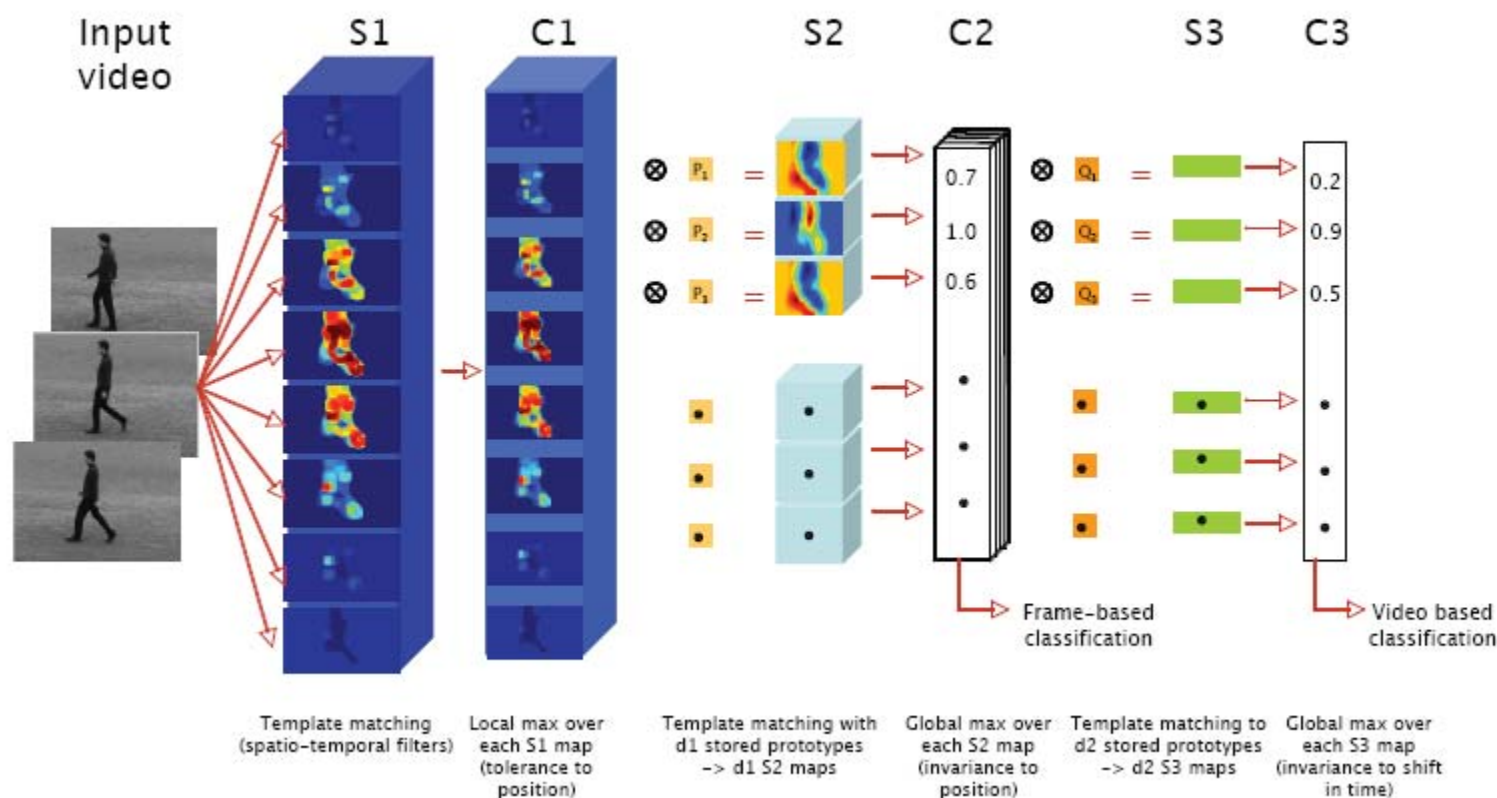 Input
video
S1
C1
S2
C2
S3
C3
⊗ P1 =
0.7
⊗ Q1 =
0.2
⊗ P2 =
1.0
⊗ Q2 =
0.9
⊗ P3 =
0.6
⊗ Q3 =
0.5
Frame-based
classification
Video based
classification
Template matching
(spatio-temporal filters)
Local max over
each S1 map
(tolerance to
position)
Template matching with
d1 stored prototypes
-> d1 S2 maps
Global max over
each S2 map
(invariance to
position)
Template matching to
d2 stored prototypes
-> d2 S3 maps
Global max over
each S3 map
(invariance to shift
in time)